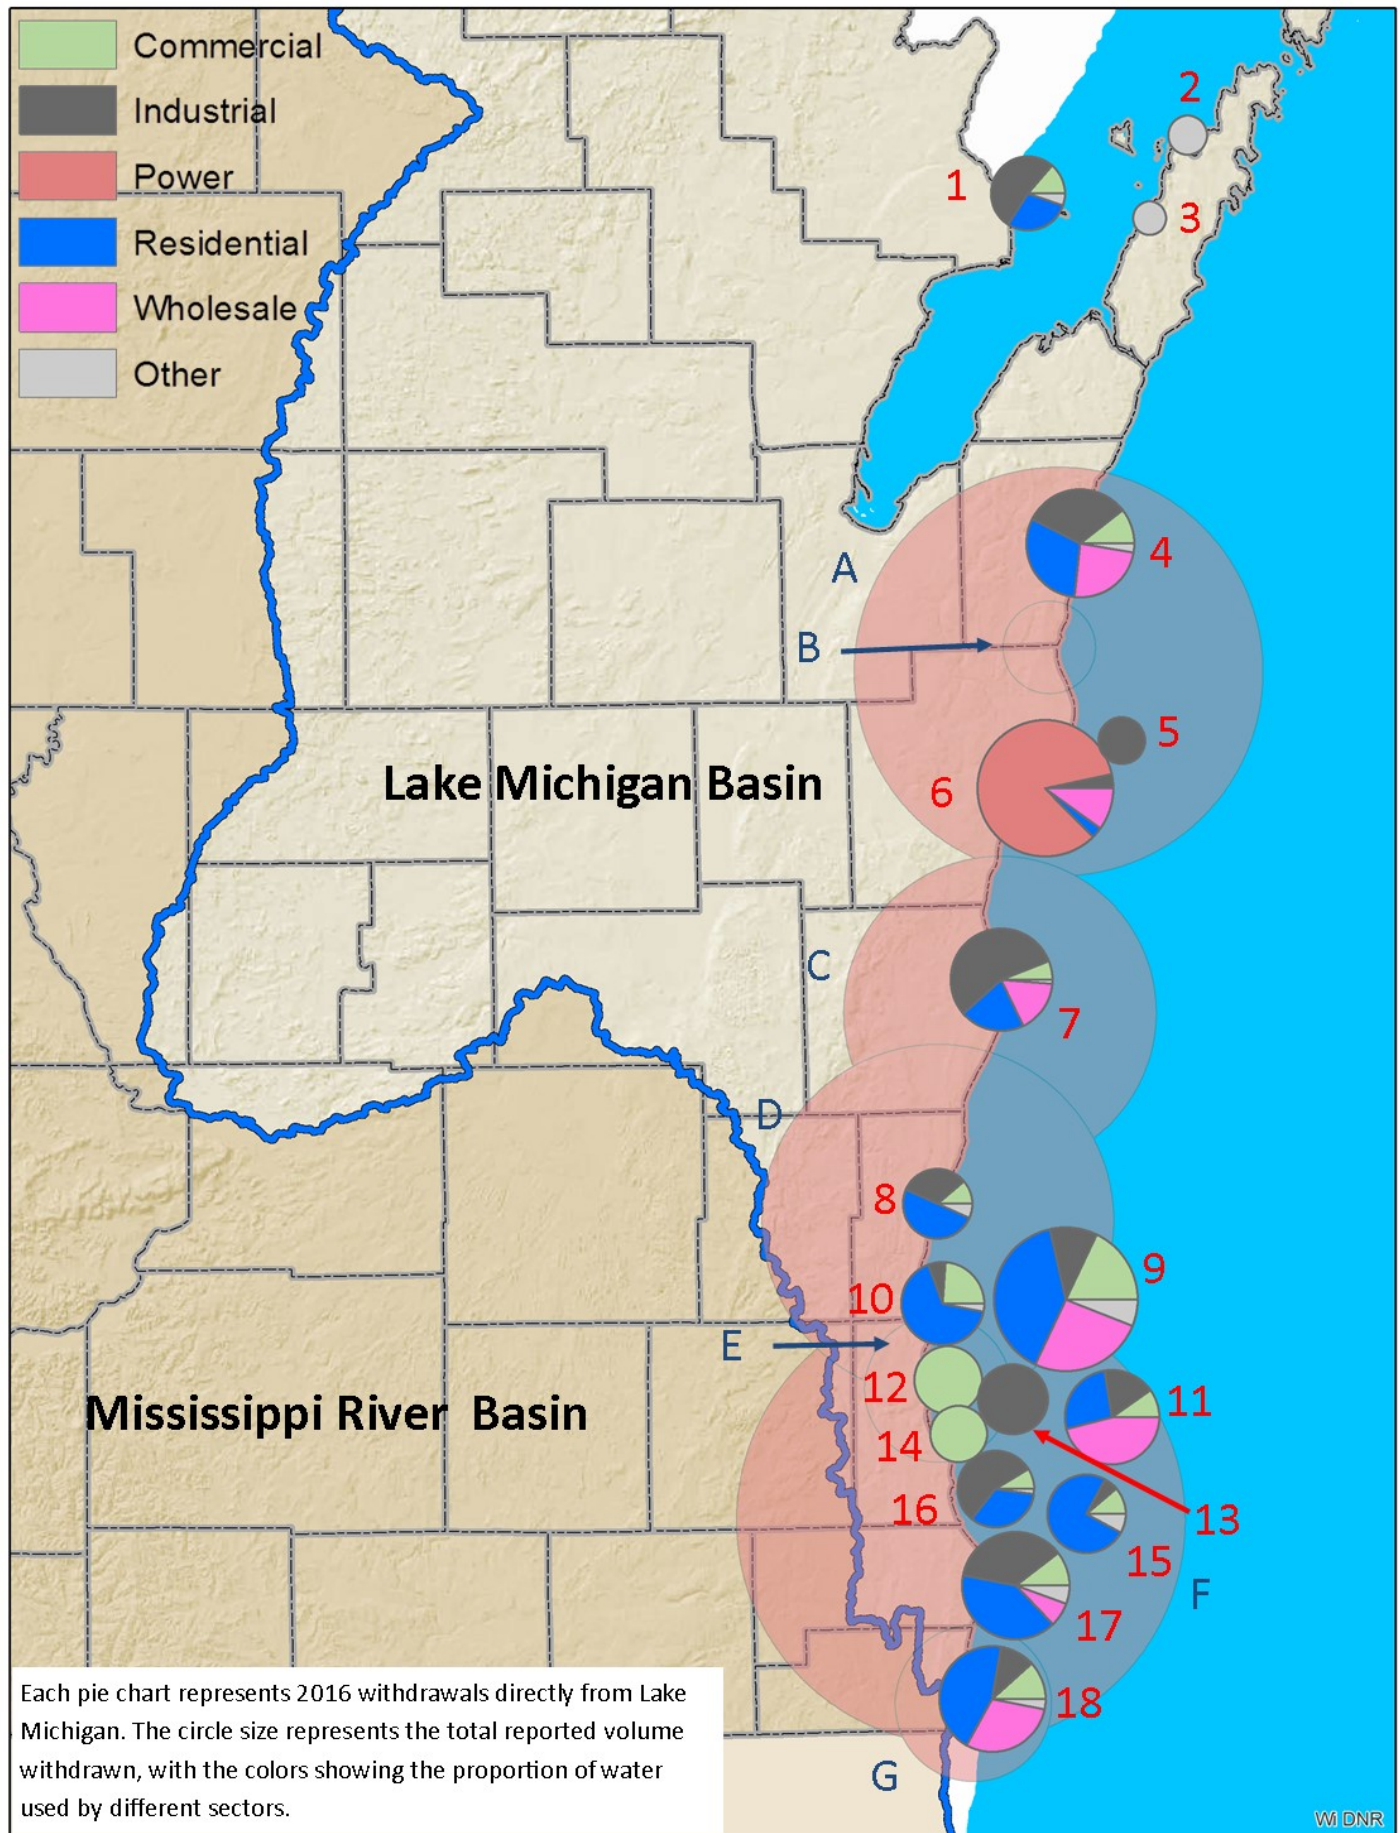 Commercial
Industrial
Power
Residential
Wholesale
Other
2
1
3
A
4
B
5
6
Lake Michigan Basin
C
7
D
8
9
10
E
12
11
Mississippi River Basin
14
16
13
15
F
17
18
G
Each pie chart represents 2016 withdrawals directly from Lake
Michigan. The circle size represents the total reported volume
withdrawn, with the colors showing the proportion of water
used by different sectors.
Wi DNR